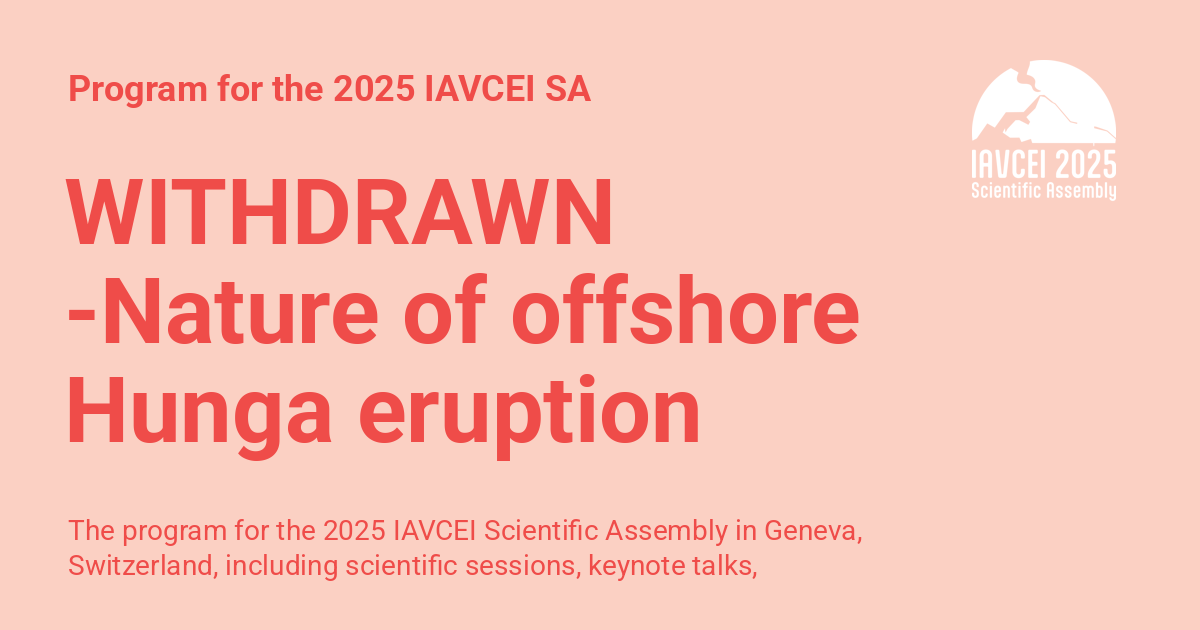 Program for the 2025 IAVCEI SA
IAVCEI 2025
Scientific Assembly
WITHDRAWN
-Nature of offshore
Hunga eruption
The program for the 2025 IAVCEI Scientific Assembly in Geneva,
Switzerland, including scientific sessions, keynote talks,